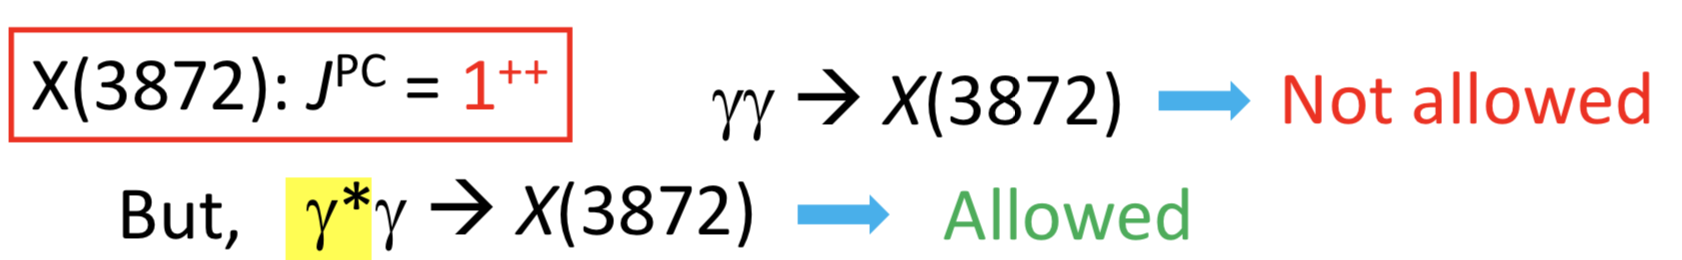 X(3872): J^PC = 1^++ γγ → X(3872) → Not allowed
But, γ*γ → X(3872) → Allowed